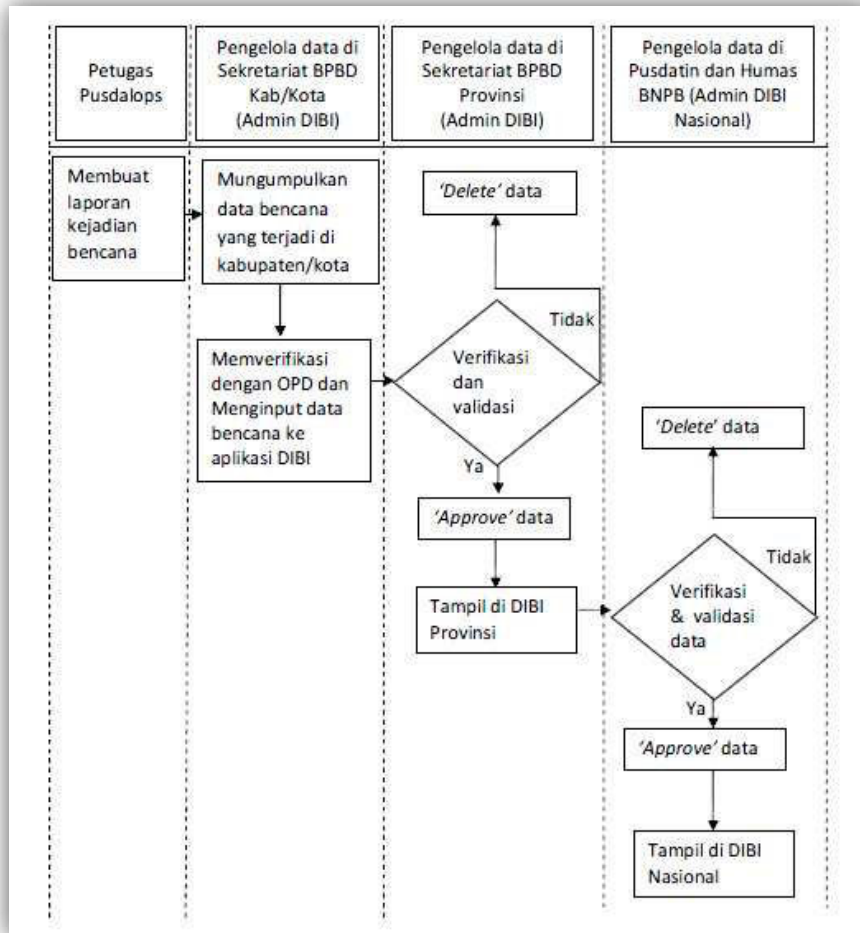 Petugas
Pusdalops
Pengelola data di
Sekretariat BPBD
Kab/Kota
(Admin DIBI)
Pengelola data di
Sekretariat BPBD
Provinsi
(Admin DIBI)
Pengelola data di
Pusdatin dan Humas
BNPB (Admin DIBI
Nasional)
Membuat
laporan
kejadian
bencana
Mungumpulkan
data bencana
yang terjadi di
kabupaten/kota
Memverifikasi
dengan OPD dan
Menginput data
bencana ke
aplikasi DIBI
'Delete' data
Tidak
Verifikasi
dan
validasi
Ya
'Approve' data
Tampil di DIBI
Provinsi
'Delete' data
Tidak
Verifikasi
& validasi
data
Ya
'Approve' data
Tampil di DIBI
Nasional